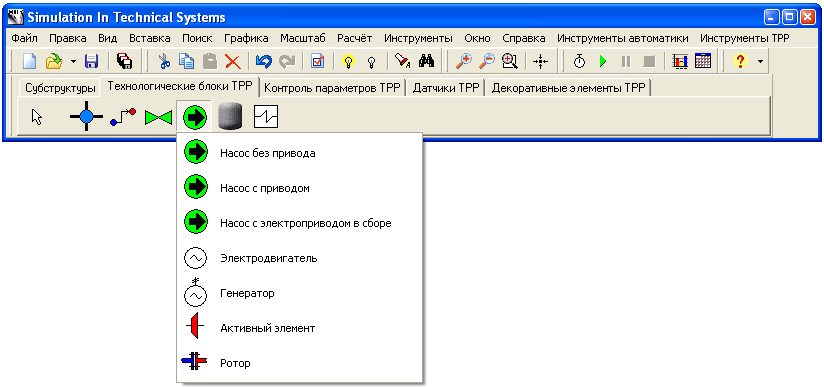 Simulation In Technical Systems
Файл Правка Вид Вставка Поиск Графика Масштаб Расчёт Инструменты Окно Справка Инструменты автоматики Инструменты ТРР
Субструктуры Технологические блоки ТРР Контроль параметров ТРР Датчики ТРР Декоративные элементы ТРР
Насос без привода
Насос с приводом
Насос с электроприводом в сборе
Электродвигатель
Генератор
Активный элемент
Ротор